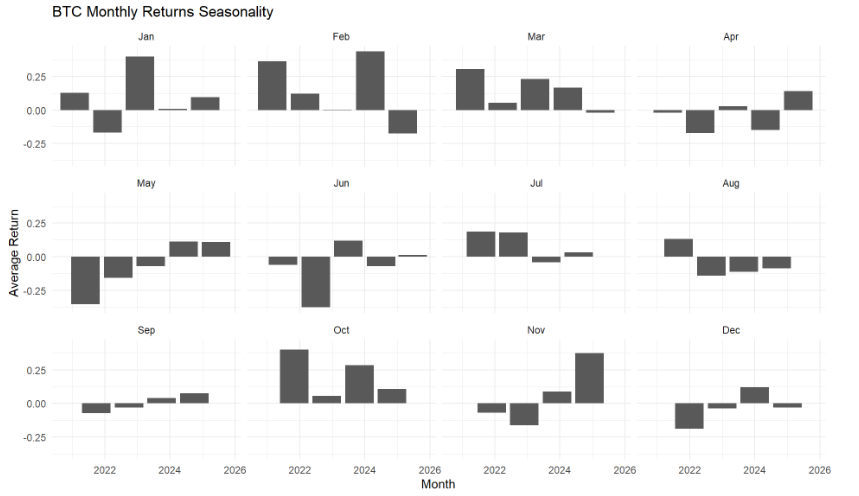 BTC Monthly Returns Seasonality
Jan Feb Mar Apr
0.25
0.00
-0.25
May Jun Jul Aug
0.25
0.00
-0.25
Average Return
Sep Oct Nov Dec
0.25
0.00
-0.25
2022 2024 2026 2022 2024 2026 2022 2024 2026 2022 2024 2026
Month